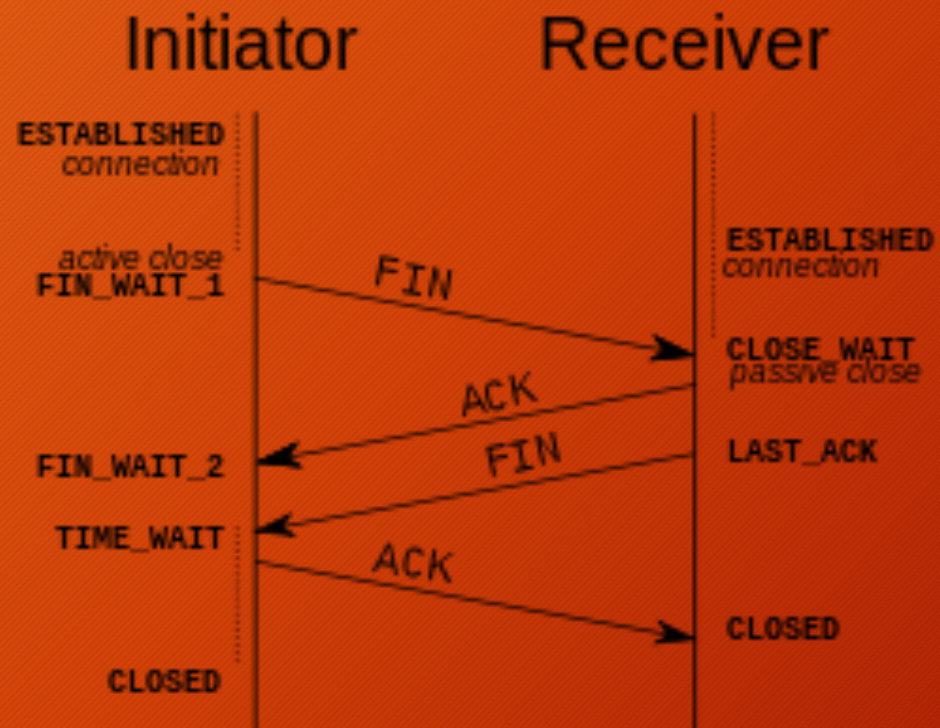 Initiator
Receiver
ESTABLISHED
connection
active close
FIN_WAIT_1
FIN
ESTABLISHED
connection
CLOSE_WAIT
passive close
ACK
FIN
LAST_ACK
FIN_WAIT_2
TIME_WAIT
ACK
CLOSED
CLOSED